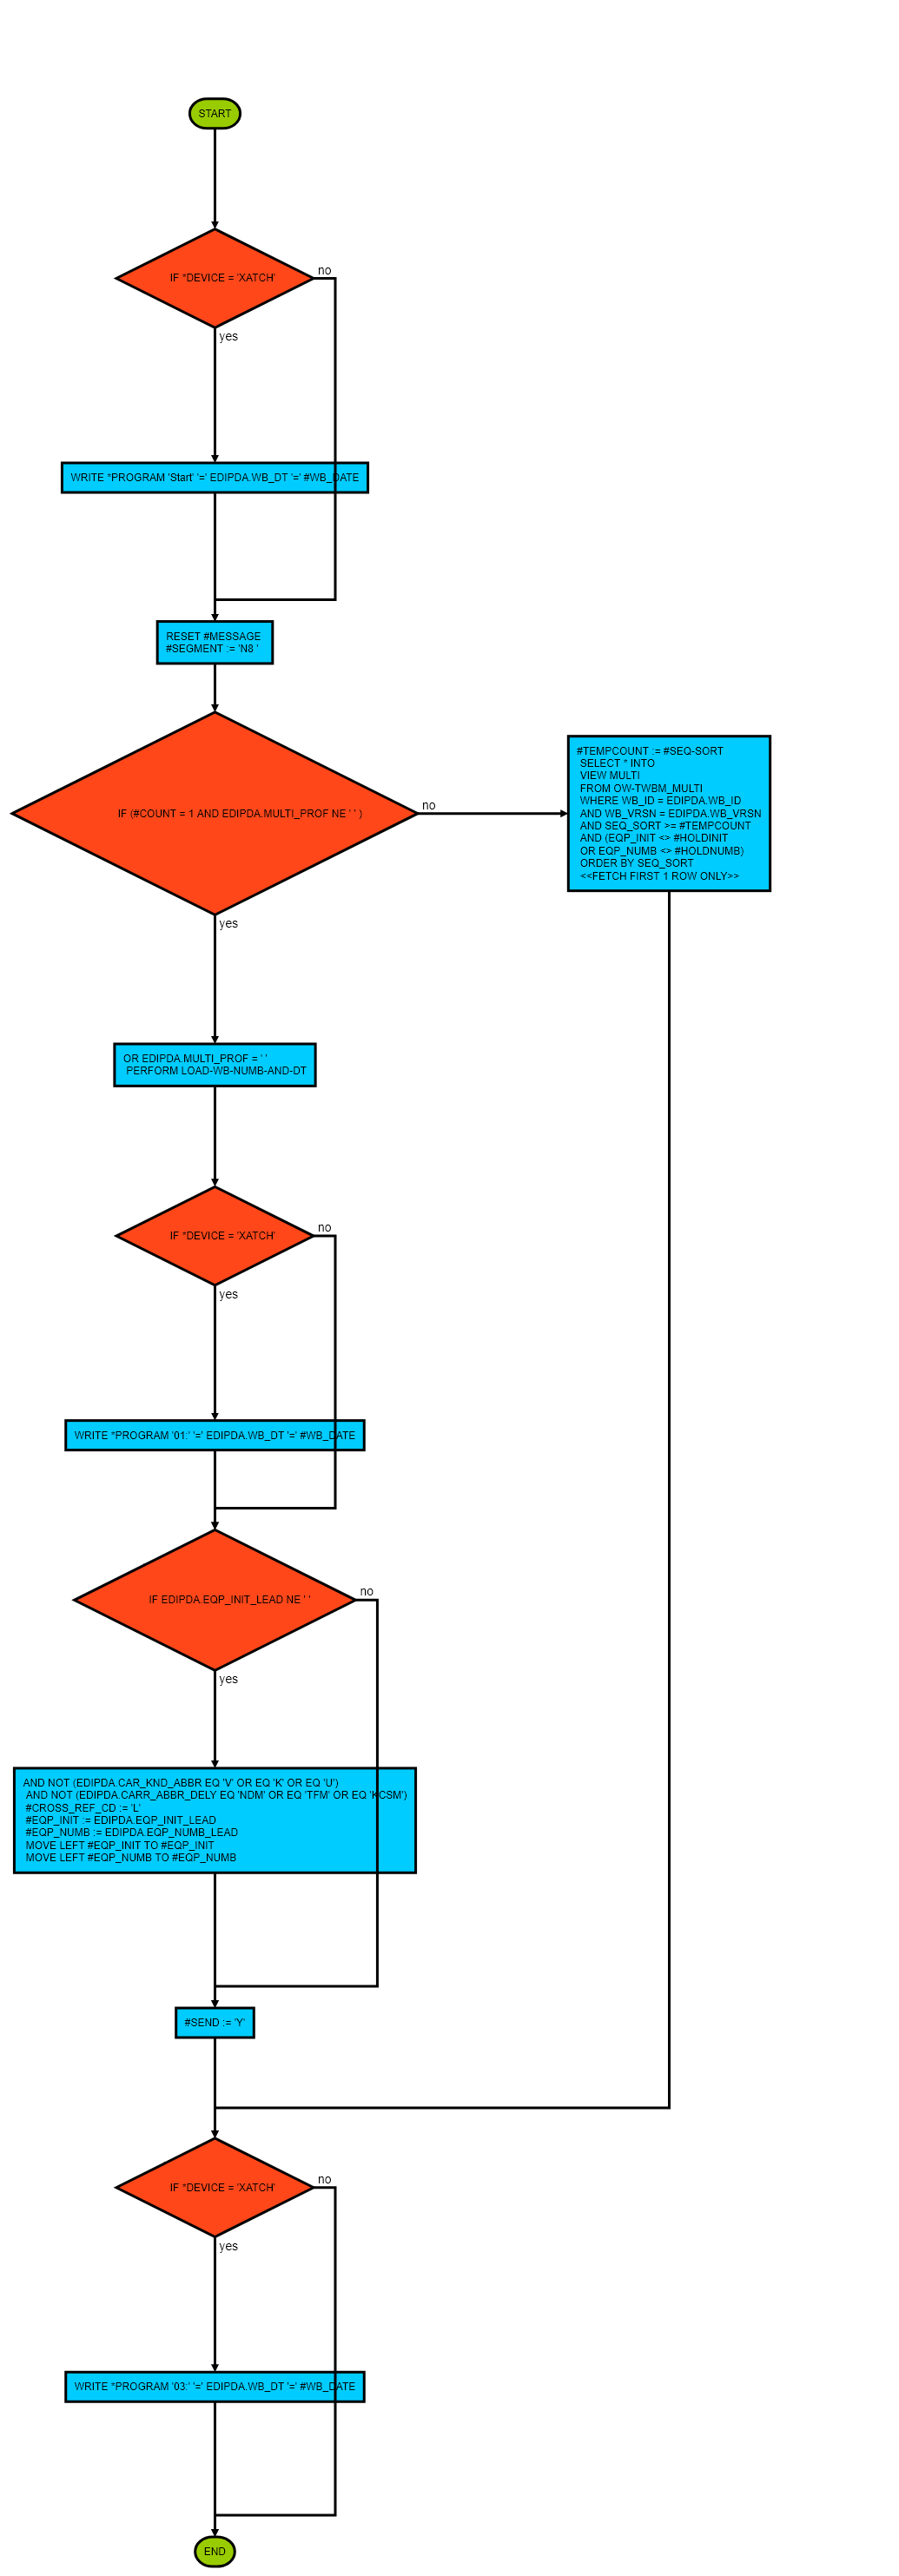 START
IF *DEVICE = 'XATCH'
no
yes
WRITE *PROGRAM 'Start' '=' EDIPDA.WB_DT '=' #WB_DATE
RESET #MESSAGE
#SEGMENT := 'N8 '
IF (#COUNT = 1 AND EDIPDA.MULTI_PROF NE ' ' )
no
yes
#TEMPCOUNT := #SEQ-SORT
SELECT * INTO
VIEW MULTI
FROM OW-TWBM_MULTI
WHERE WB_ID = EDIPDA.WB_ID
AND WB_VRSN = EDIPDA.WB_VRSN
AND SEQ_SORT >= #TEMPCOUNT
AND (EQP_INIT <> #HOLDINIT
OR EQP_NUMB <> #HOLDNUMB)
ORDER BY SEQ_SORT
<<FETCH FIRST 1 ROW ONLY>>
OR EDIPDA.MULTI_PROF = ' '
PERFORM LOAD-WB-NUMB-AND-DT
IF *DEVICE = 'XATCH'
no
yes
WRITE *PROGRAM '01:' '=' EDIPDA.WB_DT '=' #WB_DATE
IF EDIPDA.EQP_INIT_LEAD NE ' '
no
yes
AND NOT (EDIPDA.CAR_KND_ABBR EQ 'V' OR EQ 'K' OR EQ 'U')
AND NOT (EDIPDA.CARR_ABBR_DELY EQ 'NDM' OR EQ 'TFM' OR EQ 'KCSM')
#CROSS_REF_CD := 'L'
#EQP_INIT := EDIPDA.EQP_INIT_LEAD
#EQP_NUMB := EDIPDA.EQP_NUMB_LEAD
MOVE LEFT #EQP_INIT TO #EQP_INIT
MOVE LEFT #EQP_NUMB TO #EQP_NUMB
#SEND := 'Y'
IF *DEVICE = 'XATCH'
no
yes
WRITE *PROGRAM '03:' '=' EDIPDA.WB_DT '=' #WB_DATE
END